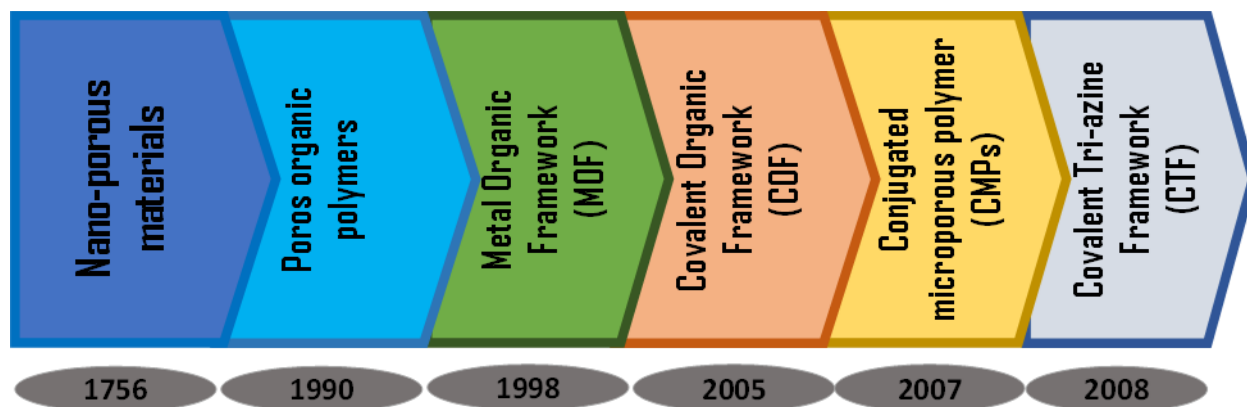 Nano-porous
materials
Poros organic
polymers
Metal Organic
Framework
(MOF)
Covalent Organic
Framework
(COF)
Conjugated
microporous polymer
(CMPs)
Covalent Tri-azine
Framework
(CTF)
1756
1990
1998
2005
2007
2008